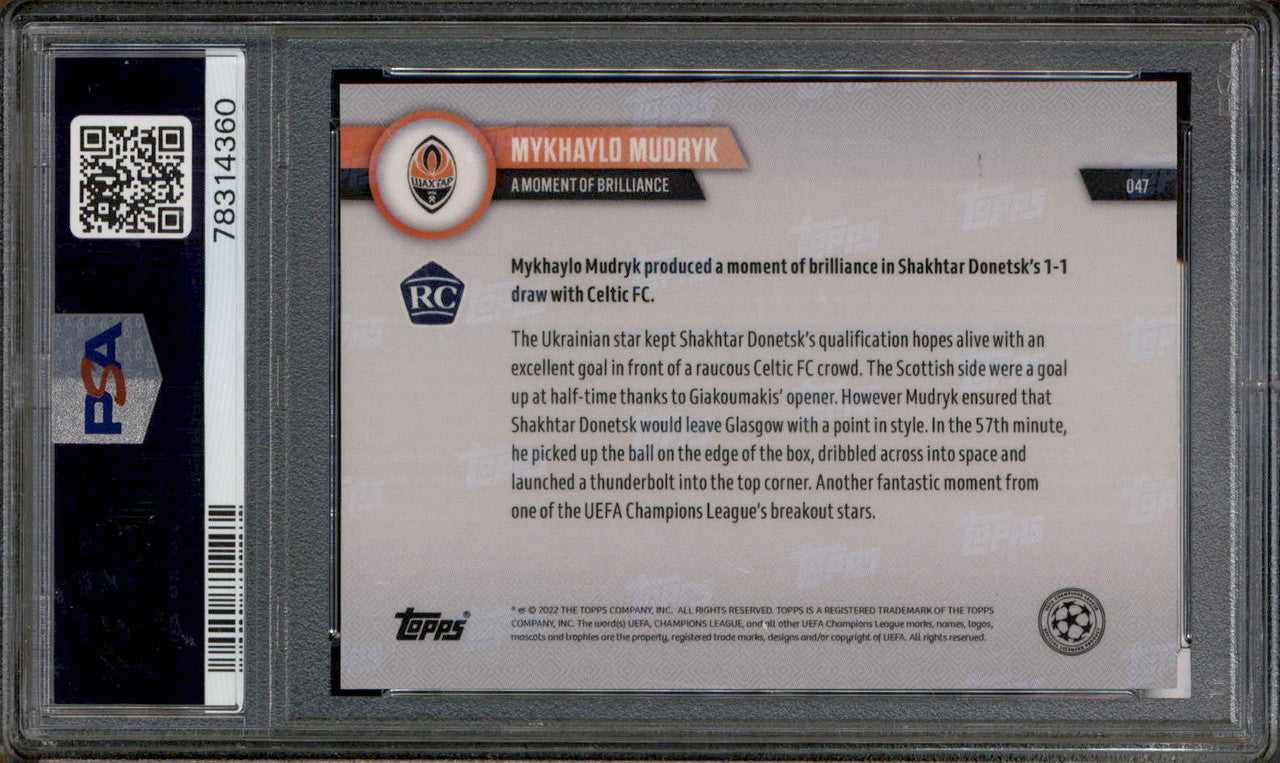 78314360
PSA
ШАХТАР
MYKHAYLO MUDRYK
A MOMENT OF BRILLIANCE
047
RC
Mykhaylo Mudryk produced a moment of brilliance in Shakhtar Donetsk's 1-1
draw with Celtic FC.
The Ukrainian star kept Shakhtar Donetsk's qualification hopes alive with an
excellent goal in front of a raucous Celtic FC crowd. The Scottish side were a goal
up at half-time thanks to Giakoumakis' opener. However Mudryk ensured that
Shakhtar Donetsk would leave Glasgow with a point in style. In the 57th minute,
he picked up the ball on the edge of the box, dribbled across into space and
launched a thunderbolt into the top corner. Another fantastic moment from
one of the UEFA Champions League's breakout stars.
Topps®
* ® © 2022 THE TOPPS COMPANY, INC. ALL RIGHTS RESERVED. TOPPS IS A REGISTERED TRADEMARK OF THE TOPPS
COMPANY, INC. The word(s) UEFA, CHAMPIONS LEAGUE, and all other UEFA Champions League marks, names, logos,
mascots and trophies are the property, registered trade marks, designs and/or copyright of UEFA. All rights reserved.